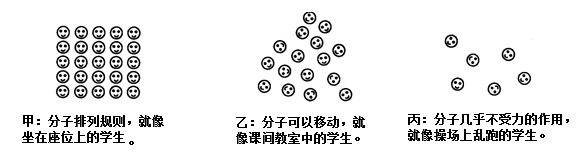 甲：分子排列规则，就像
坐在座位上的学生。
乙：分子可以移动，就
像课间教室中的学生。
丙：分子几乎不受力的作用，
就像操场上乱跑的学生。